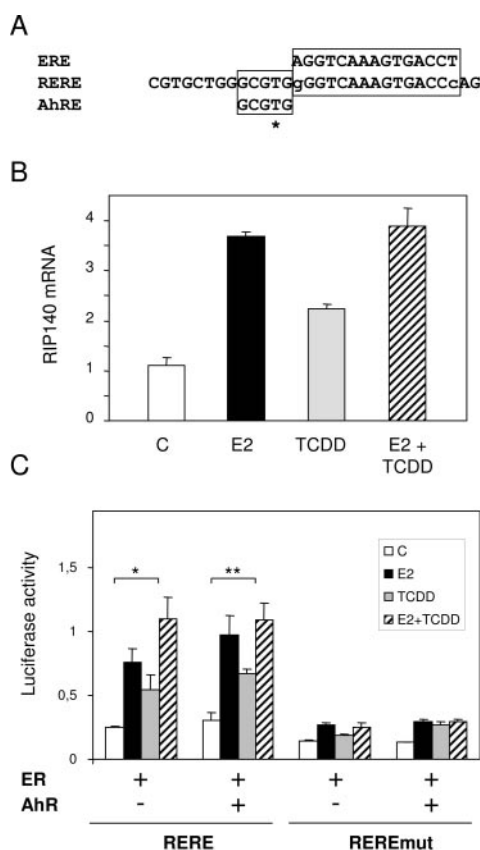 A
ERE AGGTCAAAGTGACCT
RERE CGTGCTGGGCGTGgGGTCAAAGTGACCcAG
AhRE GCGTG
*
B
RIP140 mRNA
4
3
2
1
0
C E2 TCDD E2 + TCDD
C
Luciferase activity
1,5
1
0,5
0
* **
C
E2
TCDD
E2+TCDD
ER + + + +
AhR - + - +
RERE REREmut